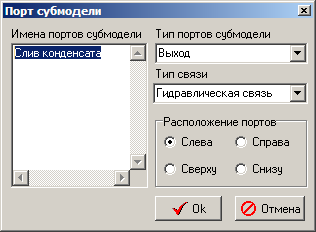 Порт субмодели
Имена портов субмодели
Слив конденсата
Тип портов субмодели
Выход
Тип связи
Гидравлическая связь
Расположение портов
Слева
Справа
Сверху
Снизу
Ok
Отмена